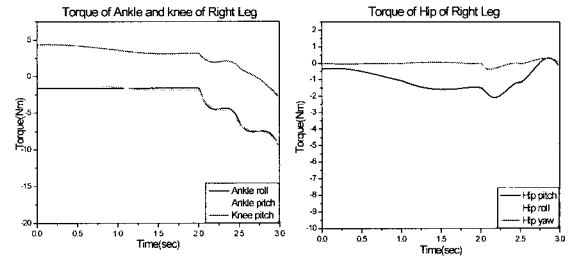 Torque of Ankle and knee of Right Leg
Torque(Nm)
5
0
-5
-10
-15
-20
0.0 0.5 1.0 1.5 2.0 2.5 3.0
Time(sec)
Ankle roll
Ankle pitch
Knee pitch
Torque of Hip of Right Leg
Torque(Nm)
2
1
0
-1
-2
-3
-4
-5
-6
-7
-8
-9
-10
0.0 0.5 1.0 1.5 2.0 2.5 3.0
Time(sec)
Hip pitch
Hip roll
Hip yaw